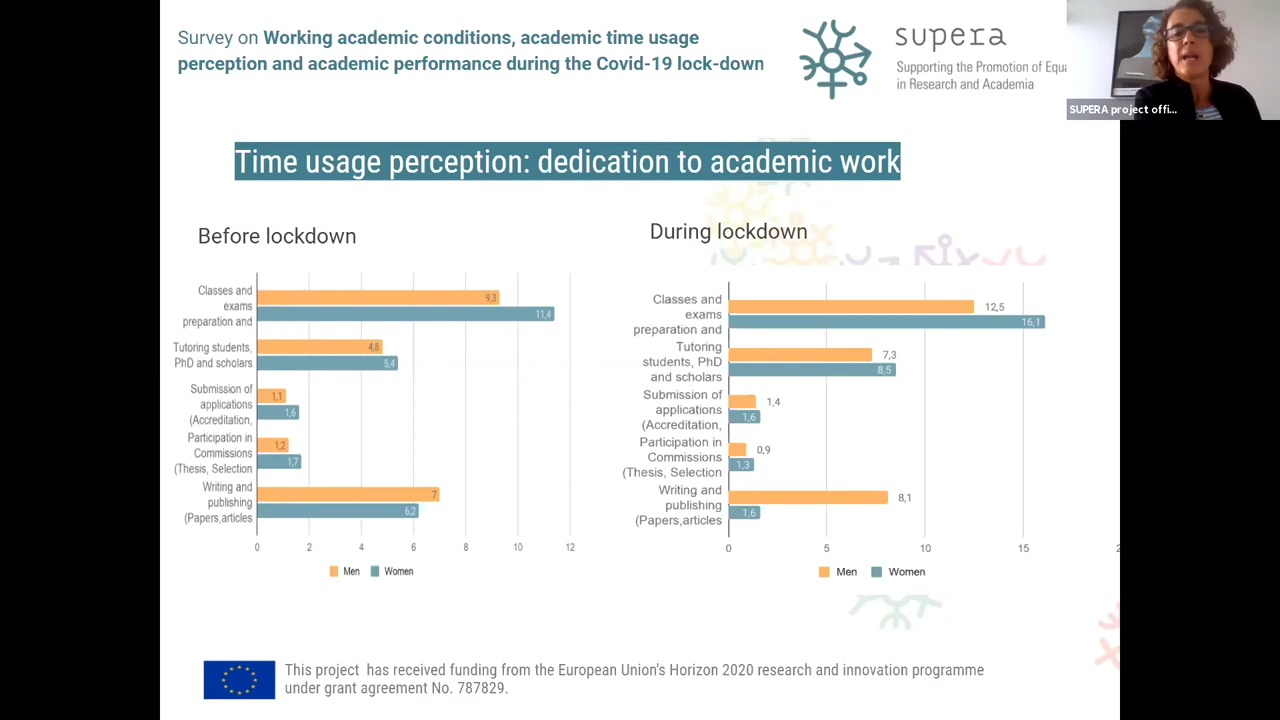 Survey on Working academic conditions, academic time usage
perception and academic performance during the Covid-19 lock-down
supera
Supporting the Promotion of Equa
in Research and Academia
SUPERA project offi...
Time usage perception: dedication to academic work
Before lockdown
Classes and
exams
preparation and
9,3
11,4
Tutoring students,
PhD and scholars
4,8
5,4
Submission of
applications
(Accreditation,
1,1
1,6
Participation in
Commissions
(Thesis, Selection
1,2
1,7
Writing and
publishing
(Papers,articles
7
6,2
0 2 4 6 8 10 12
Men Women
During lockdown
Classes and
exams
preparation and
12,5
16,1
Tutoring
students, PhD
and scholars
7,3
8,5
Submission of
applications
(Accreditation,
1,4
1,6
Participation in
Commissions
(Thesis, Selection
0,9
1,3
Writing and
publishing
(Papers,articles
8,1
1,6
0 5 10 15 2
Men Women
This project has received funding from the European Union's Horizon 2020 research and innovation programme
under grant agreement No. 787829.